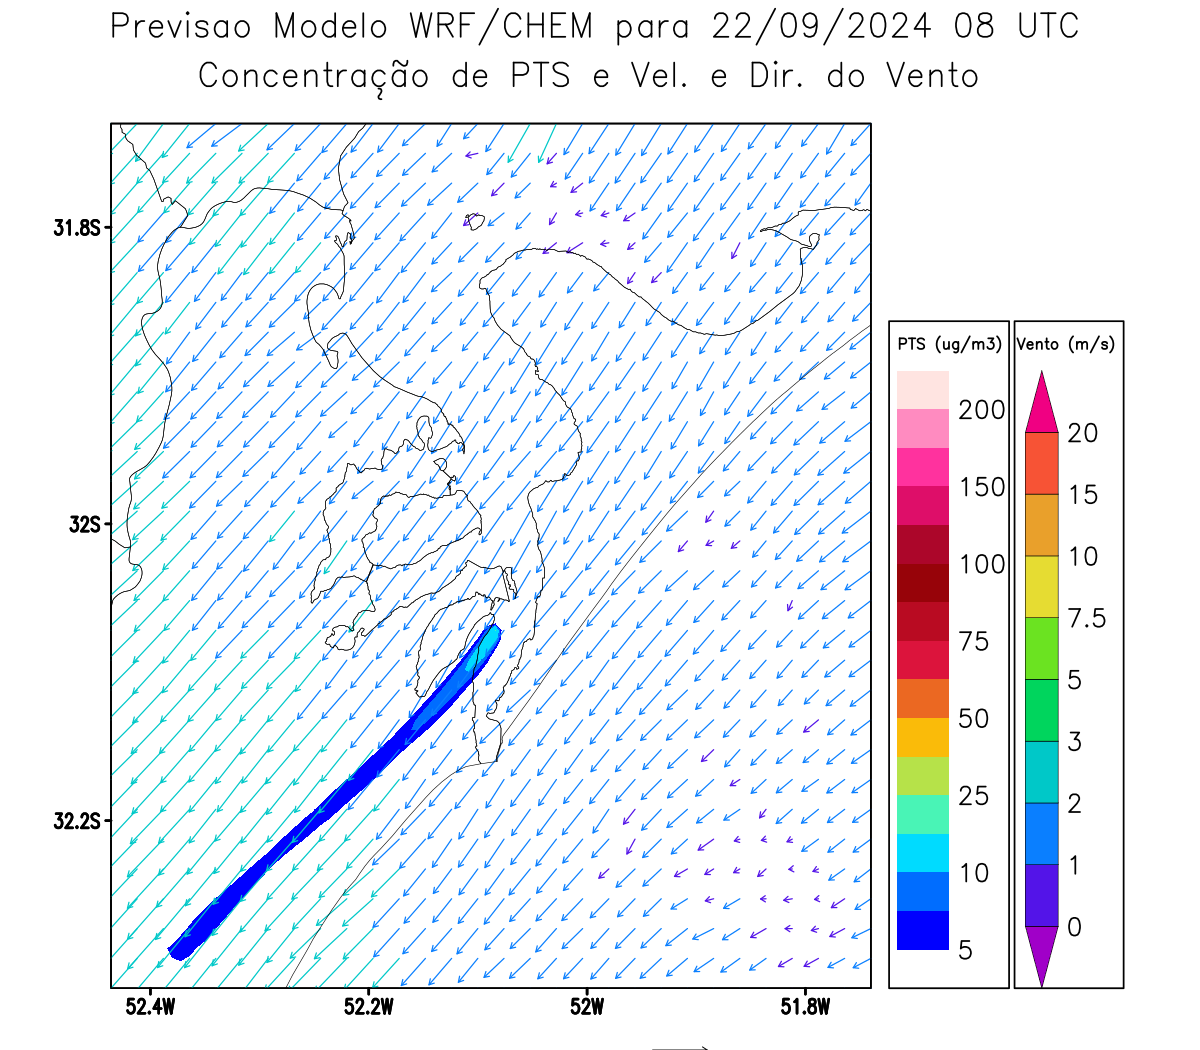 Previsao Modelo WRF/CHEM para 22/09/2024 08 UTC
Concentração de PTS e Vel. e Dir. do Vento
31.8S
32S
32.2S
52.4W
52.2W
52W
51.8W
PTS (ug/m3)
200
150
100
75
50
25
10
5
Vento (m/s)
20
15
10
7.5
5
3
2
1
0